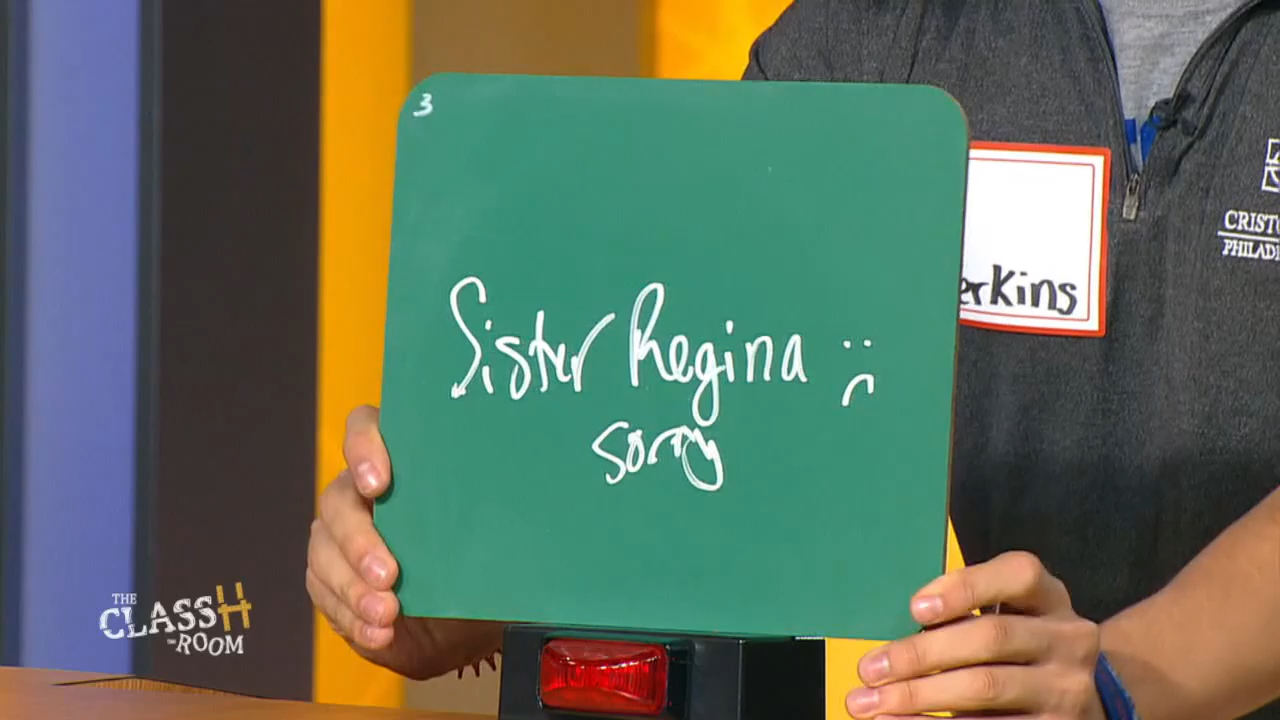 3
Sister Regina :(
sorry
erkins
CRISTO
PHILADE
THE
CLASSH
-ROOM